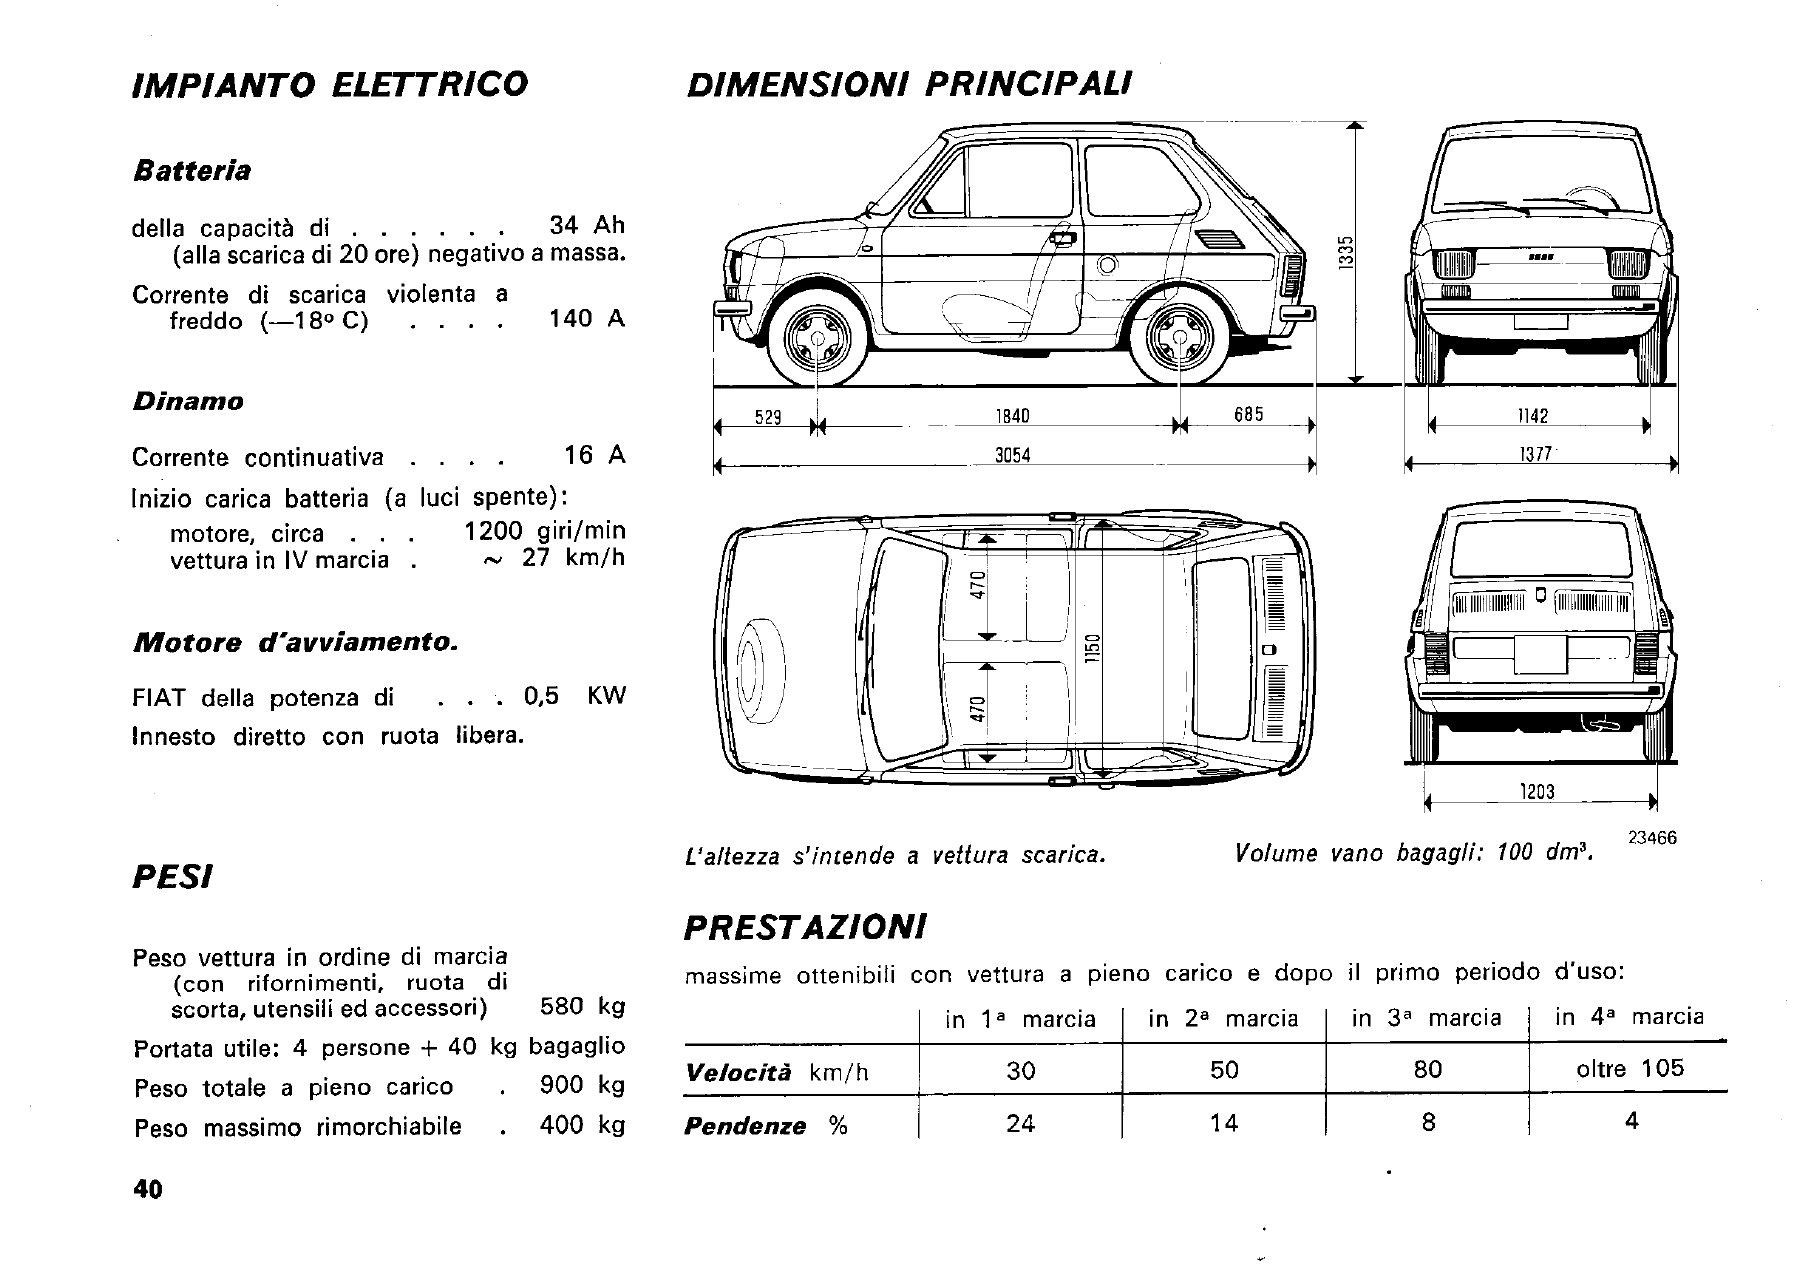 IMPIANTO ELETTRICO
Batteria
della capacità di . . . . . . 34 Ah
(alla scarica di 20 ore) negativo a massa.
Corrente di scarica violenta a
freddo (—18º C) . . . . 140 A
Dinamo
Corrente continuativa . . . . 16 A
Inizio carica batteria (a luci spente):
motore, circa . . . 1200 giri/min
vettura in IV marcia . ~ 27 km/h
Motore d'avviamento.
FIAT della potenza di . . . 0,5 KW
Innesto diretto con ruota libera.
PESI
Peso vettura in ordine di marcia
(con rifornimenti, ruota di
scorta, utensili ed accessori) 580 kg
Portata utile: 4 persone + 40 kg bagaglio
Peso totale a pieno carico . 900 kg
Peso massimo rimorchiabile . 400 kg
40
DIMENSIONI PRINCIPALI
1335
529 1840 685
3054
1142
1377
470
470
1150
1203
23466
L'altezza s'intende a vettura scarica.
Volume vano bagagli: 100 dm³.
PRESTAZIONI
massime ottenibili con vettura a pieno carico e dopo il primo periodo d'uso:
in 1ª marcia in 2ª marcia in 3ª marcia in 4ª marcia
Velocità km/h 30 50 80 oltre 105
Pendenze % 24 14 8 4